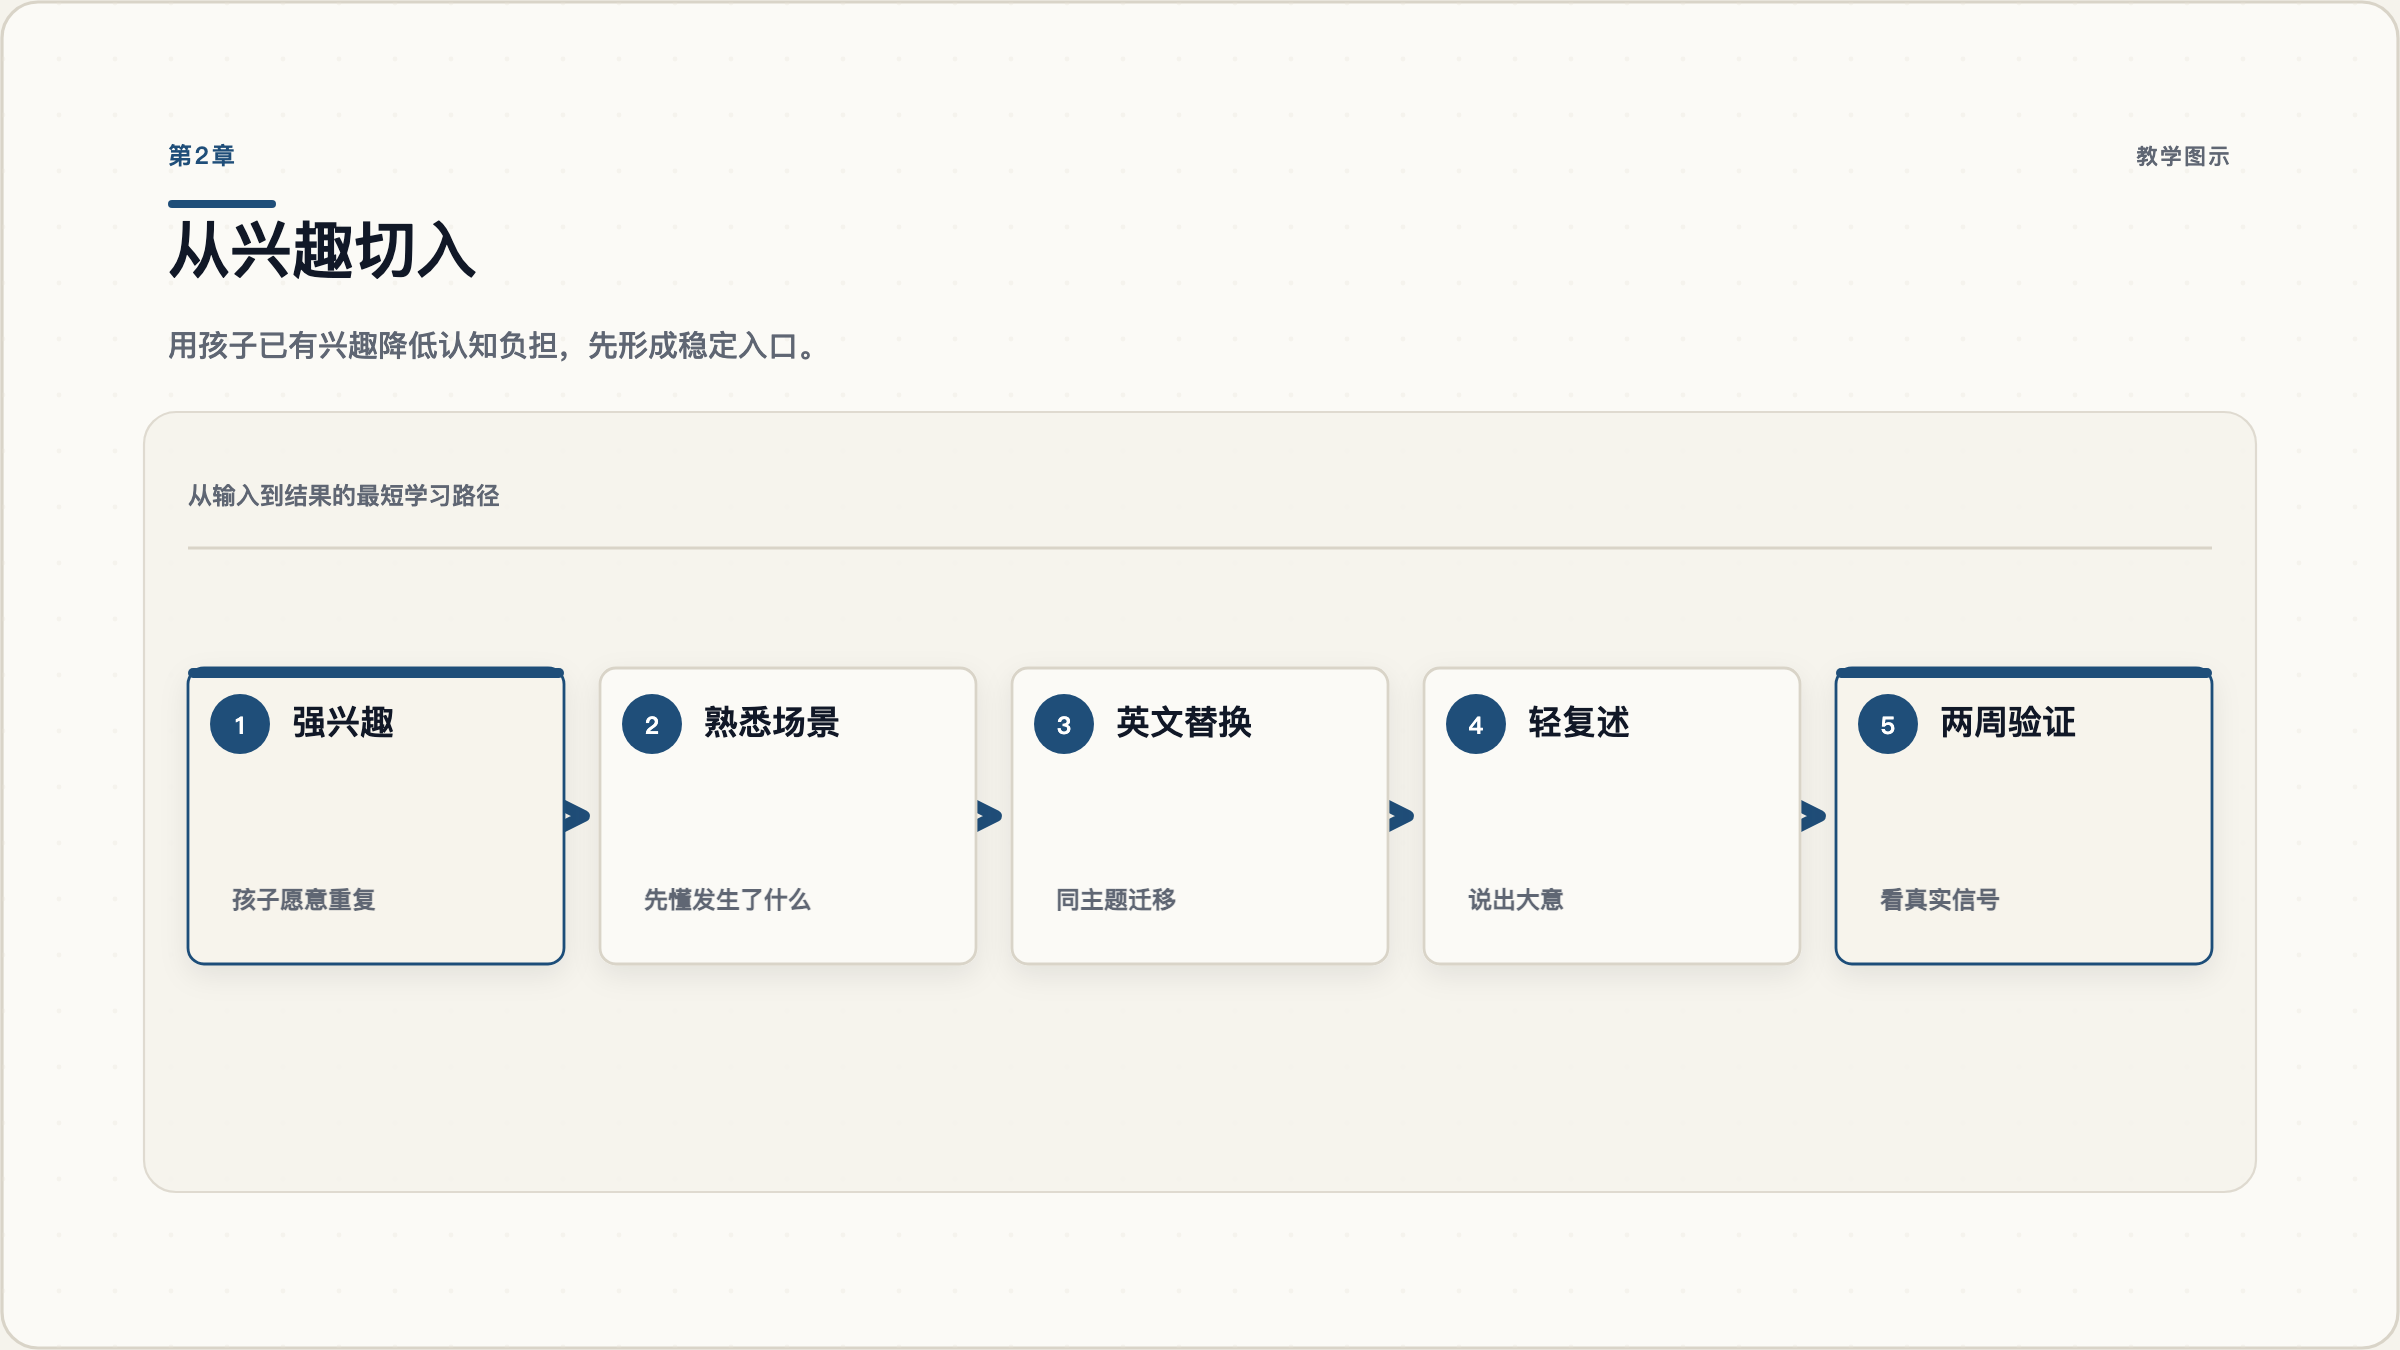 第2章
教学图示
从兴趣切入
用孩子已有兴趣降低认知负担，先形成稳定入口。
从输入到结果的最短学习路径
1 强兴趣
孩子愿意重复
2 熟悉场景
先懂发生了什么
3 英文替换
同主题迁移
4 轻复述
说出大意
5 两周验证
看真实信号